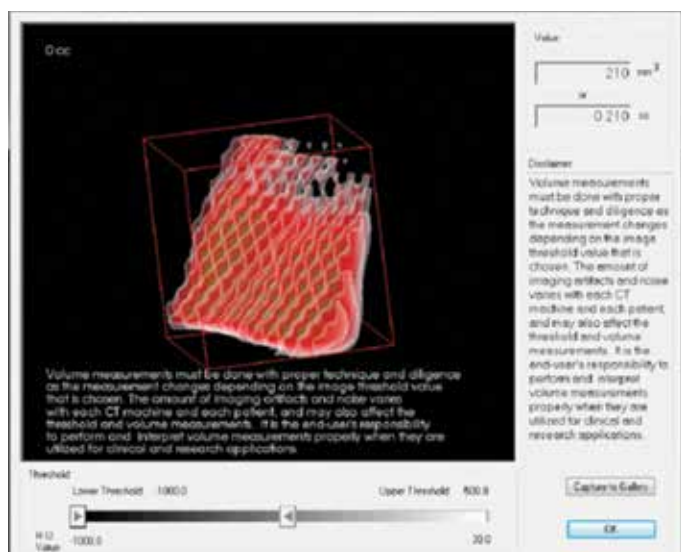 0 cc
Volume measurements must be done with proper technique and diligence
as the measurement changes depending on the image threshold value
that is chosen. The amount of imaging artifacts and noise varies
with each CT machine and each patient, and may also affect the
threshold and volume measurements. It is the end-user's responsibility
to perform and interpret volume measurements properly when they are
utilized for clinical and research applications
Value
210 mm³
or
0.210 cc
Disclaimer
Volume measurements
must be done with proper
technique and diligence as
the measurement changes
depending on the image
threshold value that is
chosen. The amount of
imaging artifacts and noise
varies with each CT
machine and each patient,
and may also affect the
threshold and volume
measurements. It is the
end-user's responsibility to
perform and interpret
volume measurements
properly when they are
utilized for clinical and
research applications.
Threshold
Lower Threshold -1000.0
Upper Threshold
H.U.
Value
-1000.0
Capture to Gallery
OK